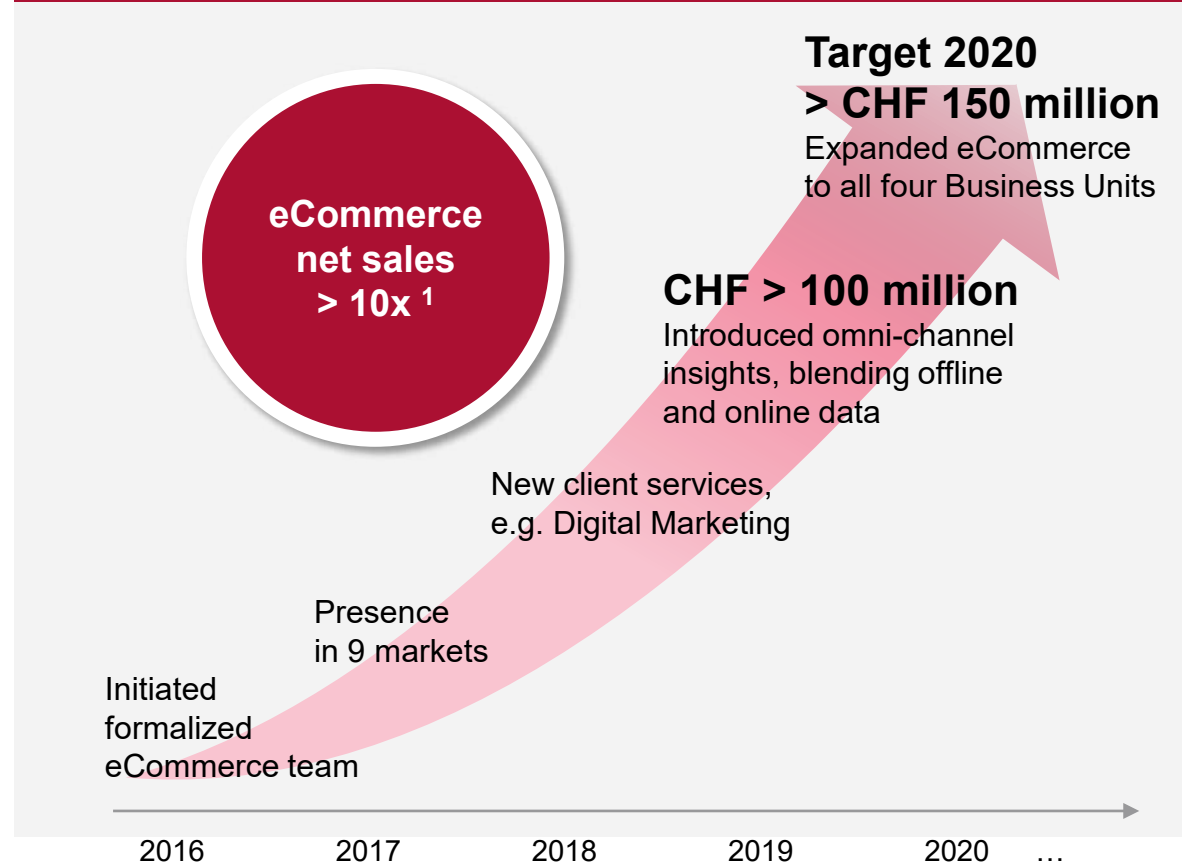 Target 2020
> CHF 150 million
Expanded eCommerce
to all four Business Units
eCommerce
net sales
> 10x 1
CHF > 100 million
Introduced omni-channel
insights, blending offline
and online data
New client services,
e.g. Digital Marketing
Presence
in 9 markets
Initiated
formalized
eCommerce team
2016 2017 2018 2019 2020 ...